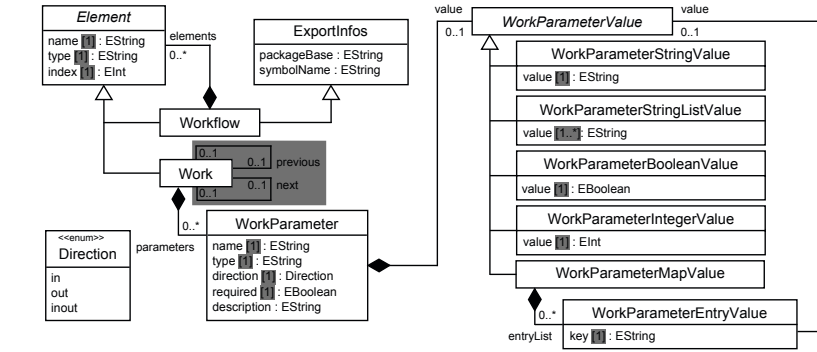 Element
name [1] : EString
type [1] : EString
index [1] : EInt
elements
0..*
ExportInfos
packageBase : EString
symbolName : EString
Workflow
Work
0..1
0..1 previous
0..1 next
0..1
0..*
parameters
<<enum>>
Direction
in
out
inout
WorkParameter
name [1] : EString
type [1] : EString
direction [1] : Direction
required [1] : EBoolean
description : EString
value
0..1
WorkParameterValue
value
0..1
WorkParameterStringValue
value [1] : EString
WorkParameterStringListValue
value [1..*]: EString
WorkParameterBooleanValue
value [1] : EBoolean
WorkParameterIntegerValue
value [1] : EInt
WorkParameterMapValue
0..*
entryList
WorkParameterEntryValue
key [1] : EString